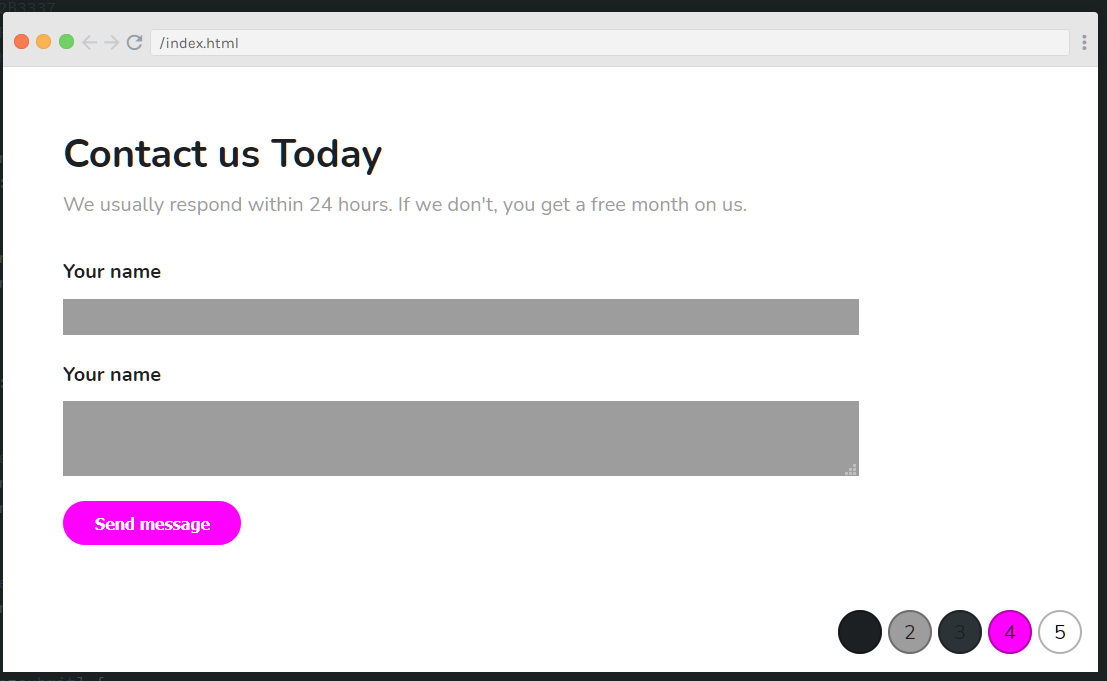 /index.html
Contact us Today
We usually respond within 24 hours. If we don't, you get a free month on us.
Your name
Your name
Send message
2 3 4 5